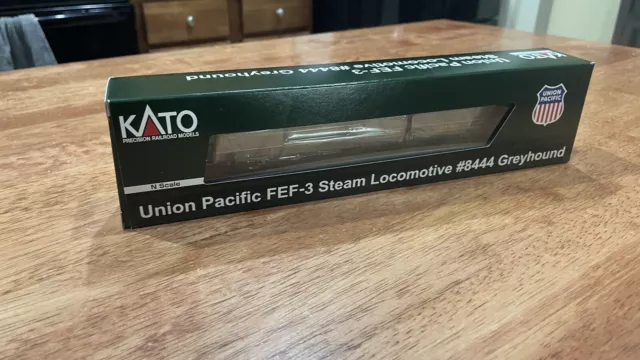 KATO
Union Pacific FEF-3
Steam Locomotive #8444 Greyhound
KATO
PRECISION RAILROAD MODELS
UNION
PACIFIC
N Scale
Union Pacific FEF-3 Steam Locomotive #8444 Greyhound